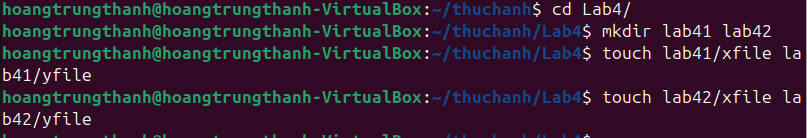 hoangtrungthanh@hoangtrungthanh-VirtualBox:~/thuchanh$ cd Lab4/
hoangtrungthanh@hoangtrungthanh-VirtualBox:~/thuchanh/Lab4$ mkdir lab41 lab42
hoangtrungthanh@hoangtrungthanh-VirtualBox:~/thuchanh/Lab4$ touch lab41/xfile la
b41/yfile
hoangtrungthanh@hoangtrungthanh-VirtualBox:~/thuchanh/Lab4$ touch lab42/xfile la
b42/yfile